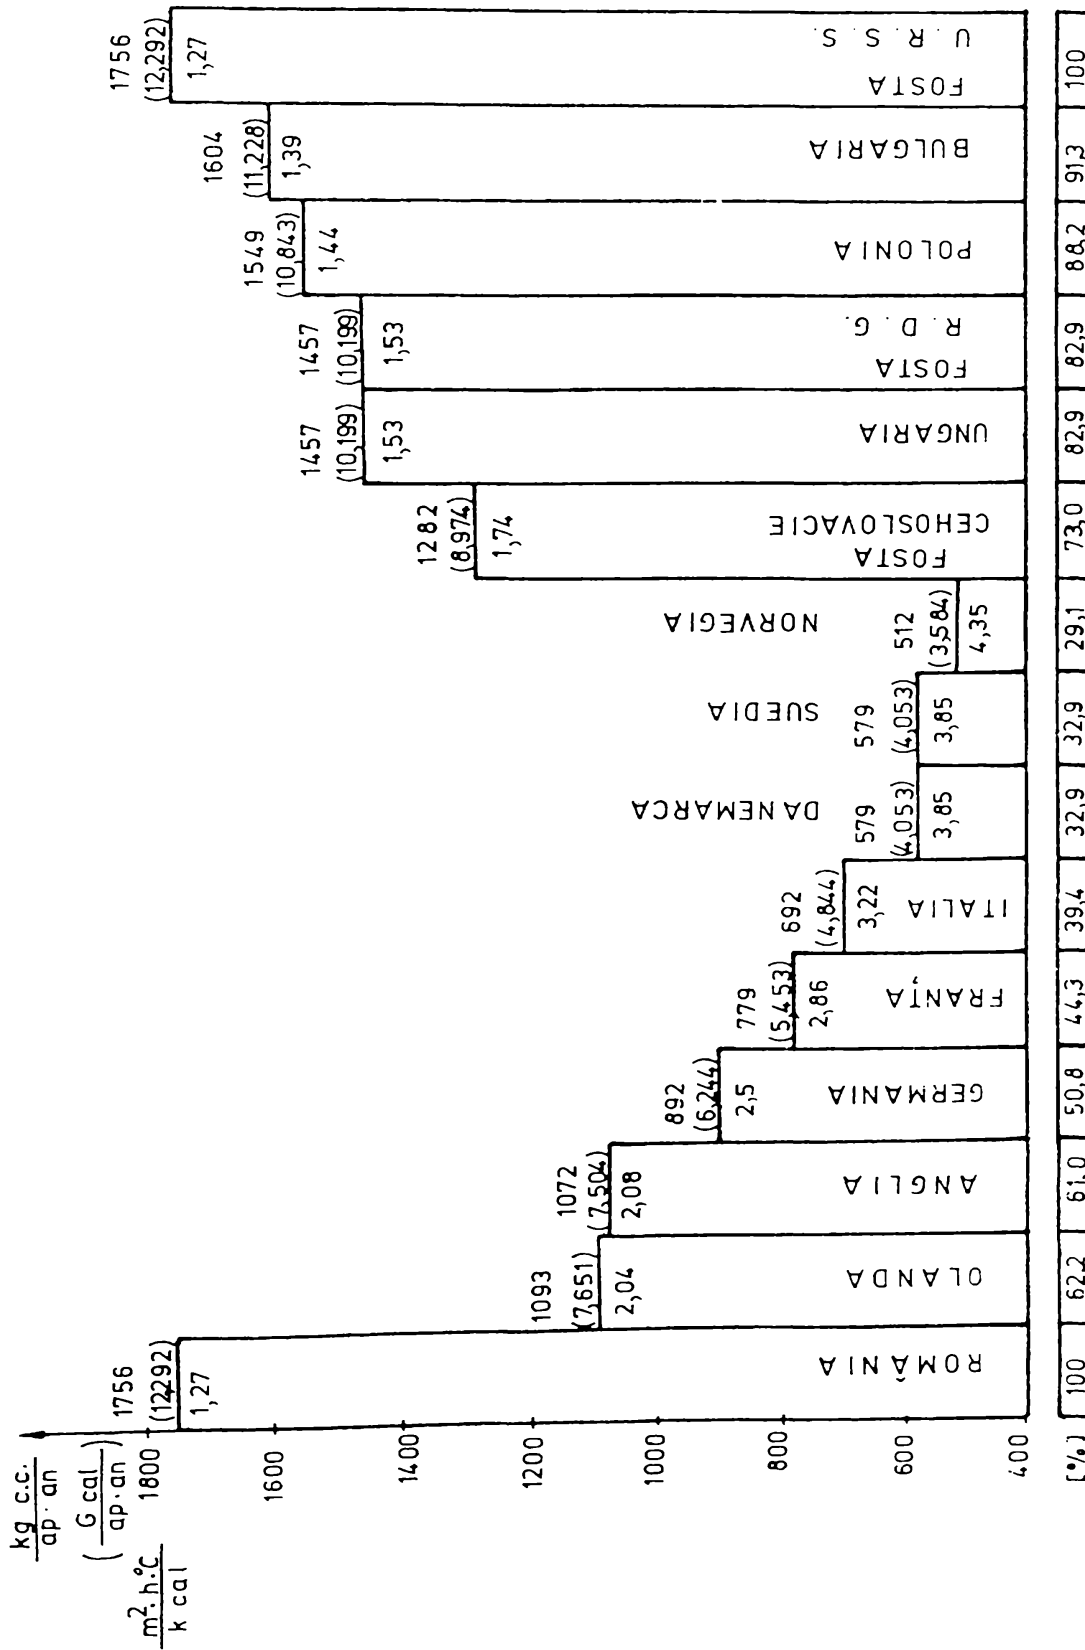 kg c.c.
ap · an
( G cal
ap · an )
m². h.°C
k cal
1800
1600
1400
1200
1000
800
600
400
1756
(12,292)
1,27
ROMÂNIA
1093
(7,651)
2,04
OLANDA
1072
(7,504)
2,08
ANGLIA
892
(6,244)
2,5
GERMANIA
779
(5,453)
2,86
FRANȚA
692
(4,844)
3,22
ITALIA
DANEMARCA
579
(4,053)
3,85
SUEDIA
579
(4,053)
3,85
NORVEGIA
512
(3,584)
4,35
1282
(8,974)
1,74
FOSTA
CEHOSLOVACIE
1457
(10,199)
1,53
UNGARIA
1457
(10,199)
1,53
FOSTA
R. D. G.
1549
(10,843)
1,44
POLONIA
1604
(11,228)
1,39
BULGARIA
1756
(12,292)
1,27
FOSTA
U. R. S. S.
[%] 100 62,2 61,0 50,8 44,3 39,4 32,9 32,9 29,1 73,0 82,9 82,9 88,2 91,3 100